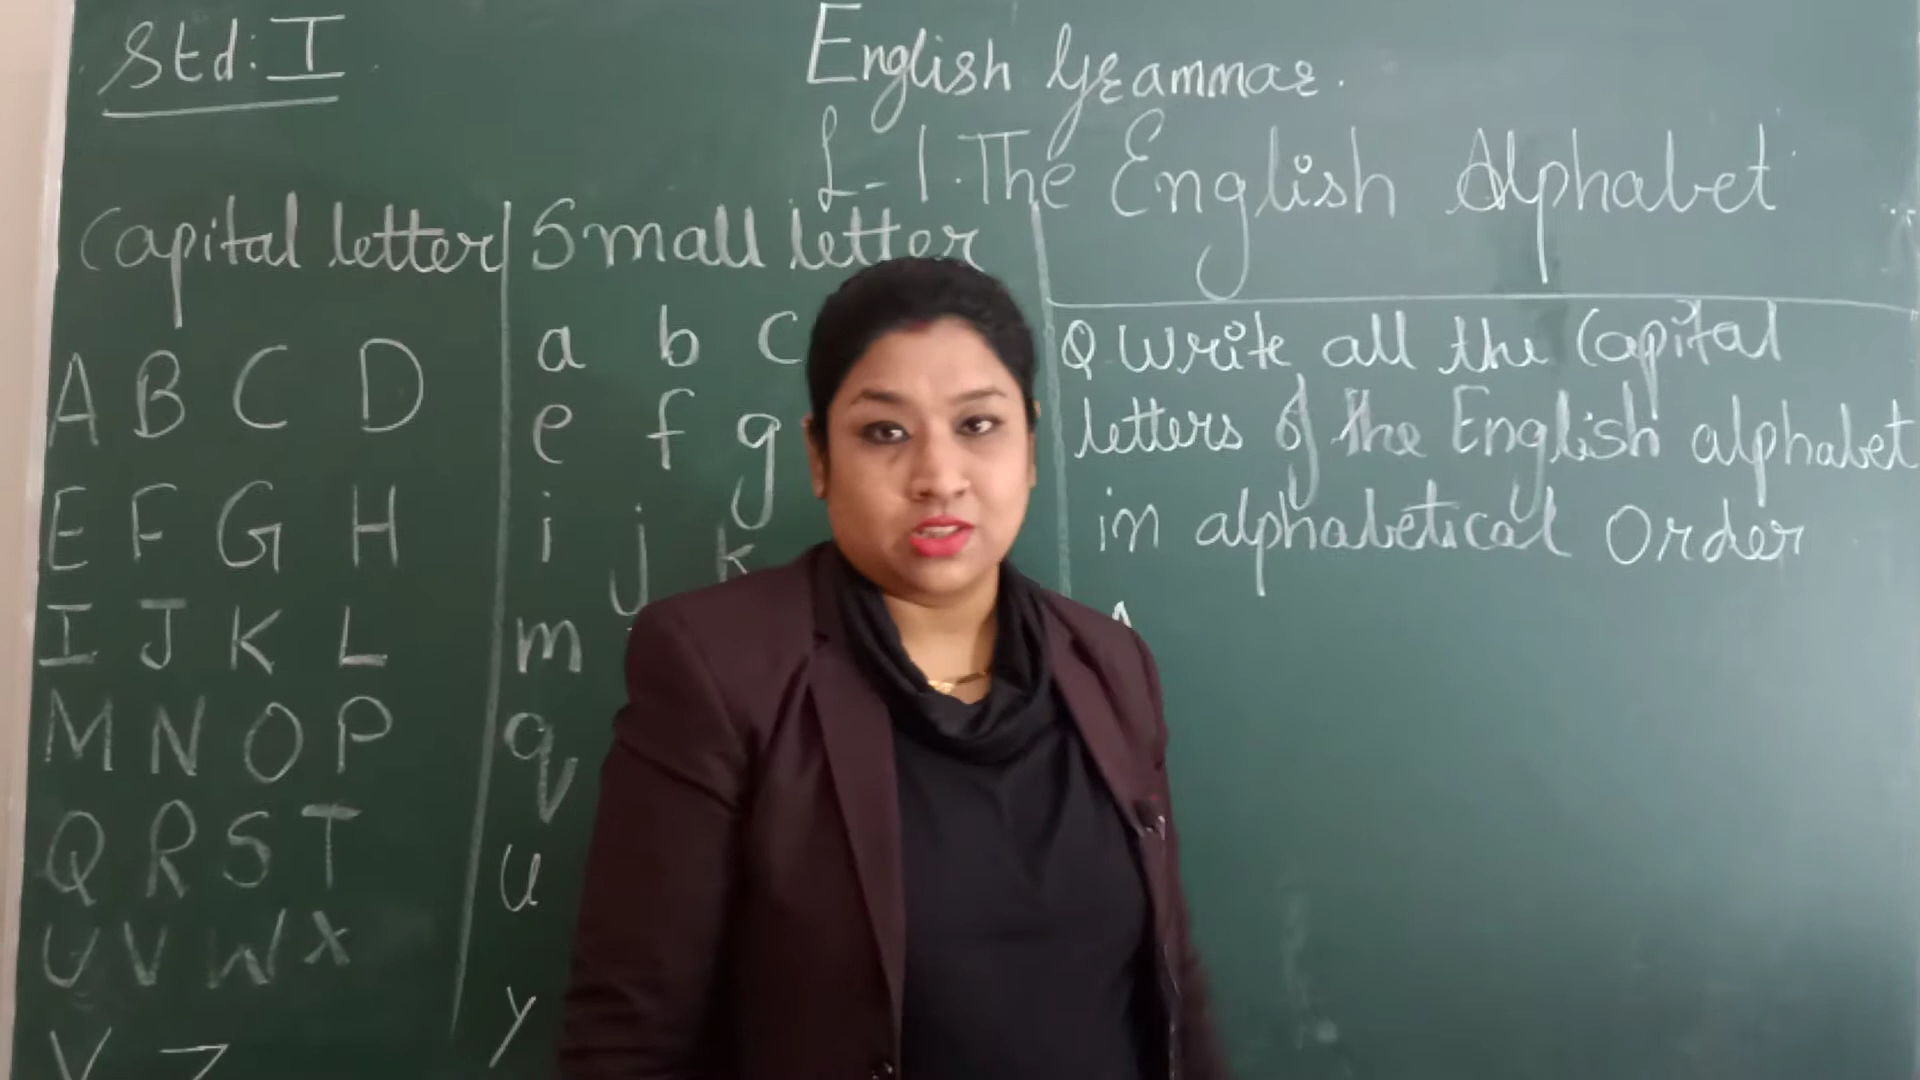 Std: I
English Grammar.
L-1. The English Alphabet
Capital letter
A B C D
E F G H
I J K L
M N O P
Q R S T
U V W X
Y Z
Small letter
a b c
e f g
i j k
m
q
u
y
Q Write all the Capital
letters of the English alphabet
in alphabetical Order